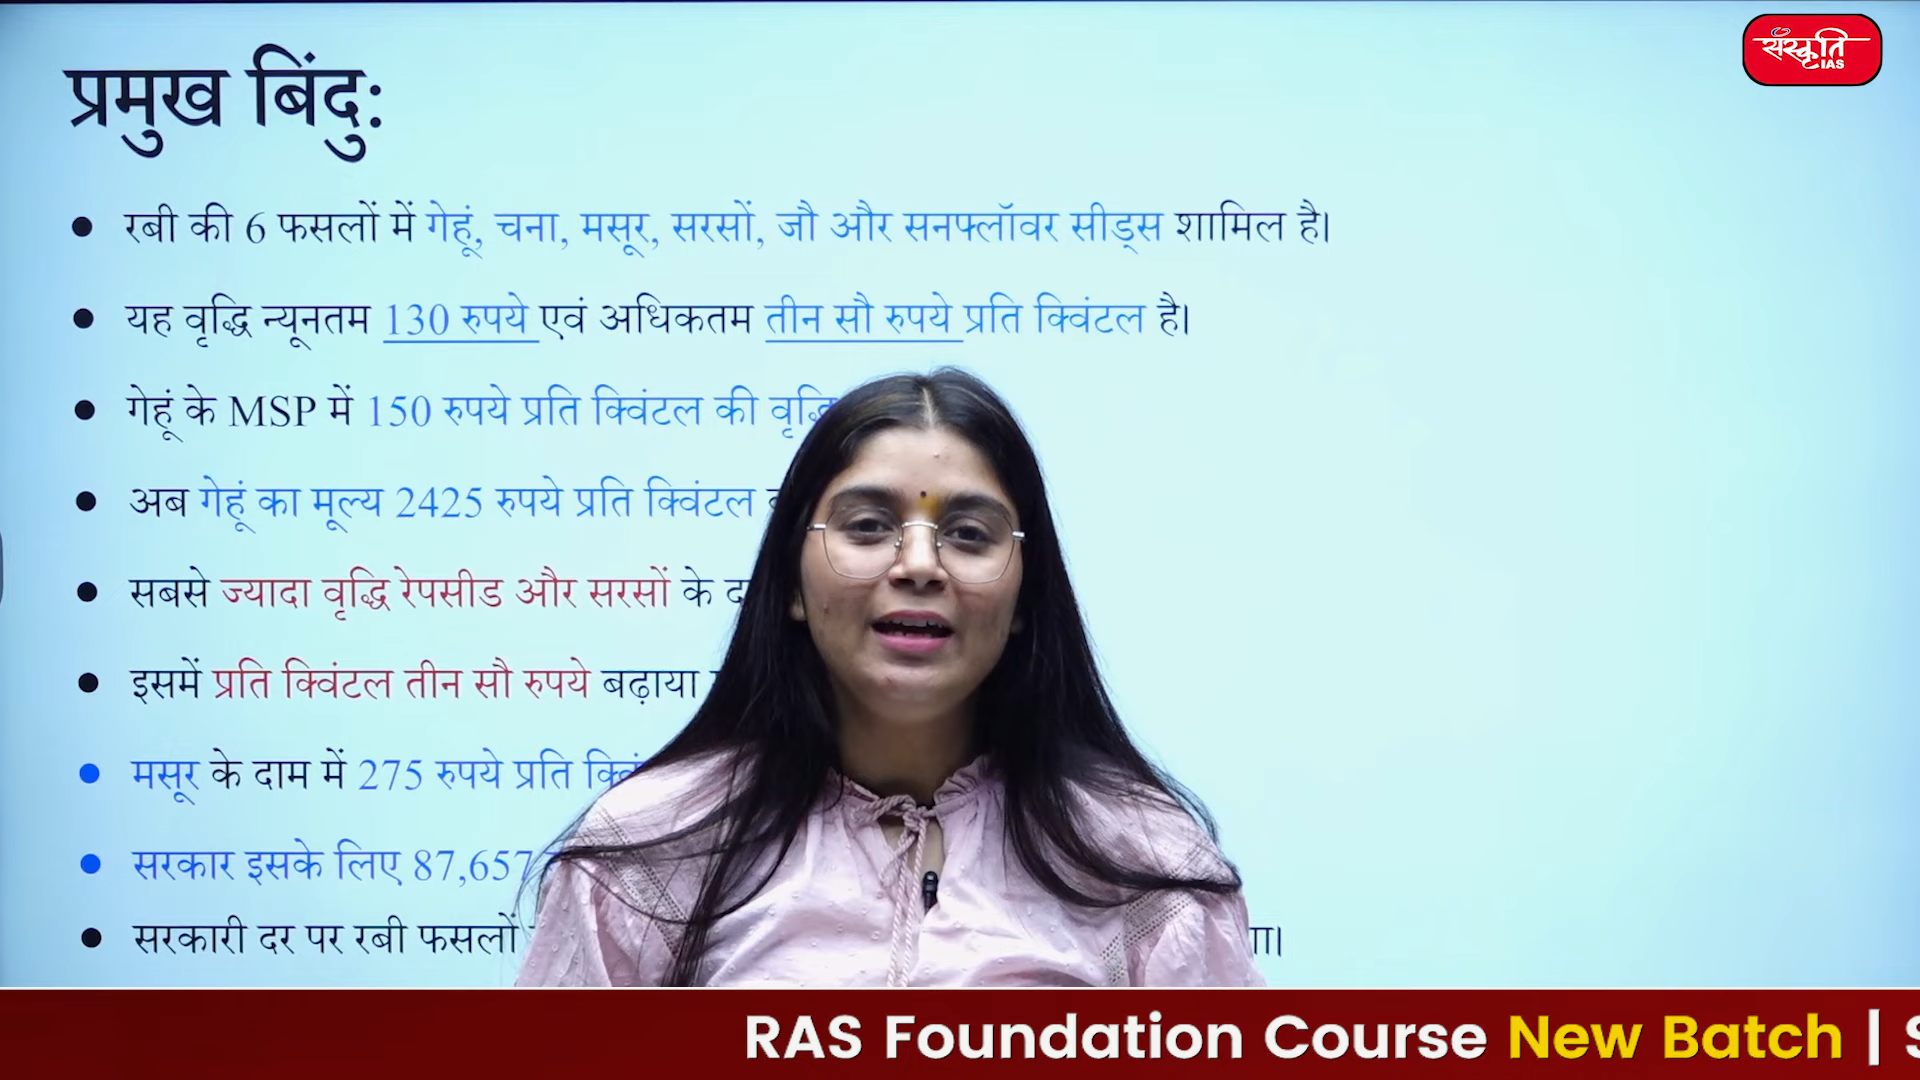 प्रमुख बिंदु:
संस्कृति
IAS
• रबी की 6 फसलों में गेहूं, चना, मसूर, सरसों, जौ और सनफ्लॉवर सीड्स शामिल है।
• यह वृद्धि न्यूनतम 130 रुपये एवं अधिकतम तीन सौ रुपये प्रति क्विंटल है।
• गेहूं के MSP में 150 रुपये प्रति क्विंटल की वृद्धि
• अब गेहूं का मूल्य 2425 रुपये प्रति क्विंटल
• सबसे ज्यादा वृद्धि रेपसीड और सरसों के
• इसमें प्रति क्विंटल तीन सौ रुपये बढ़ाया
• मसूर के दाम में 275 रुपये प्रति
• सरकार इसके लिए 87,657
• सरकारी दर पर रबी फसलों
RAS Foundation Course New Batch |